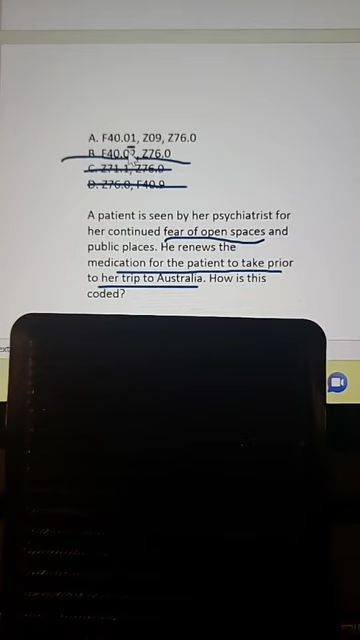 A. F40.01, Z09, Z76.0
B. F40.02, Z76.0
C. Z71.1, Z76.0
D. Z76.0, F40.9
A patient is seen by her psychiatrist for
her continued fear of open spaces and
public places. He renews the
medication for the patient to take prior
to her trip to Australia. How is this
coded?